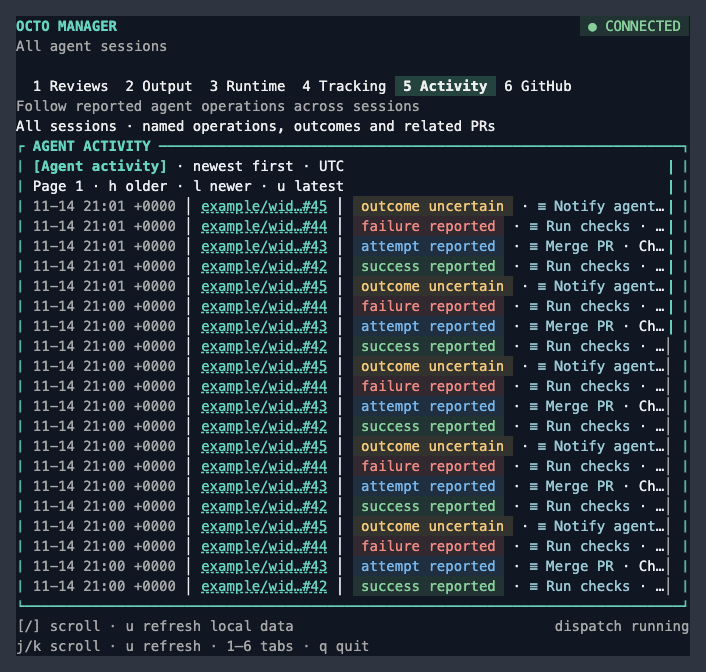 OCTO MANAGER ● CONNECTED
All agent sessions
1 Reviews 2 Output 3 Runtime 4 Tracking 5 Activity 6 GitHub
Follow reported agent operations across sessions
All sessions · named operations, outcomes and related PRs
AGENT ACTIVITY
[Agent activity] · newest first · UTC
Page 1 · h older · l newer · u latest
11-14 21:01 +0000 | example/wid…#45 | outcome uncertain · ≡ Notify agent…
11-14 21:01 +0000 | example/wid…#44 | failure reported · ≡ Run checks · …
11-14 21:01 +0000 | example/wid…#43 | attempt reported · ≡ Merge PR · Ch…
11-14 21:01 +0000 | example/wid…#42 | success reported · ≡ Run checks · …
11-14 21:01 +0000 | example/wid…#45 | outcome uncertain · ≡ Notify agent…
11-14 21:00 +0000 | example/wid…#44 | failure reported · ≡ Run checks · …
11-14 21:00 +0000 | example/wid…#43 | attempt reported · ≡ Merge PR · Ch…
11-14 21:00 +0000 | example/wid…#42 | success reported · ≡ Run checks · …
11-14 21:00 +0000 | example/wid…#45 | outcome uncertain · ≡ Notify agent…
11-14 21:00 +0000 | example/wid…#44 | failure reported · ≡ Run checks · …
11-14 21:00 +0000 | example/wid…#43 | attempt reported · ≡ Merge PR · Ch…
11-14 21:00 +0000 | example/wid…#42 | success reported · ≡ Run checks · …
11-14 21:00 +0000 | example/wid…#45 | outcome uncertain · ≡ Notify agent…
11-14 21:00 +0000 | example/wid…#44 | failure reported · ≡ Run checks · …
11-14 21:00 +0000 | example/wid…#43 | attempt reported · ≡ Merge PR · Ch…
11-14 21:00 +0000 | example/wid…#42 | success reported · ≡ Run checks · …
11-14 21:00 +0000 | example/wid…#45 | outcome uncertain · ≡ Notify agent…
11-14 21:00 +0000 | example/wid…#44 | failure reported · ≡ Run checks · …
11-14 21:00 +0000 | example/wid…#43 | attempt reported · ≡ Merge PR · Ch…
11-14 21:00 +0000 | example/wid…#42 | success reported · ≡ Run checks · …
[/] scroll · u refresh local data dispatch running
j/k scroll · u refresh · 1–6 tabs · q quit